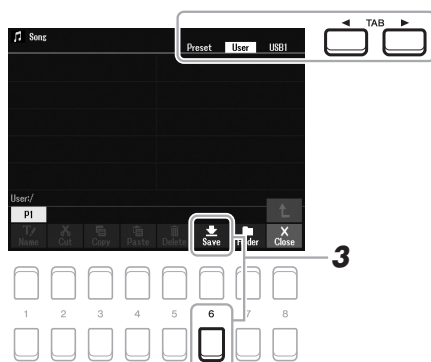 Song
◀ TAB ▶
Preset User USB1
User:/
P1
Name Cut Copy Paste Delete Save Folder Close
3
1 2 3 4 5 6 7 8